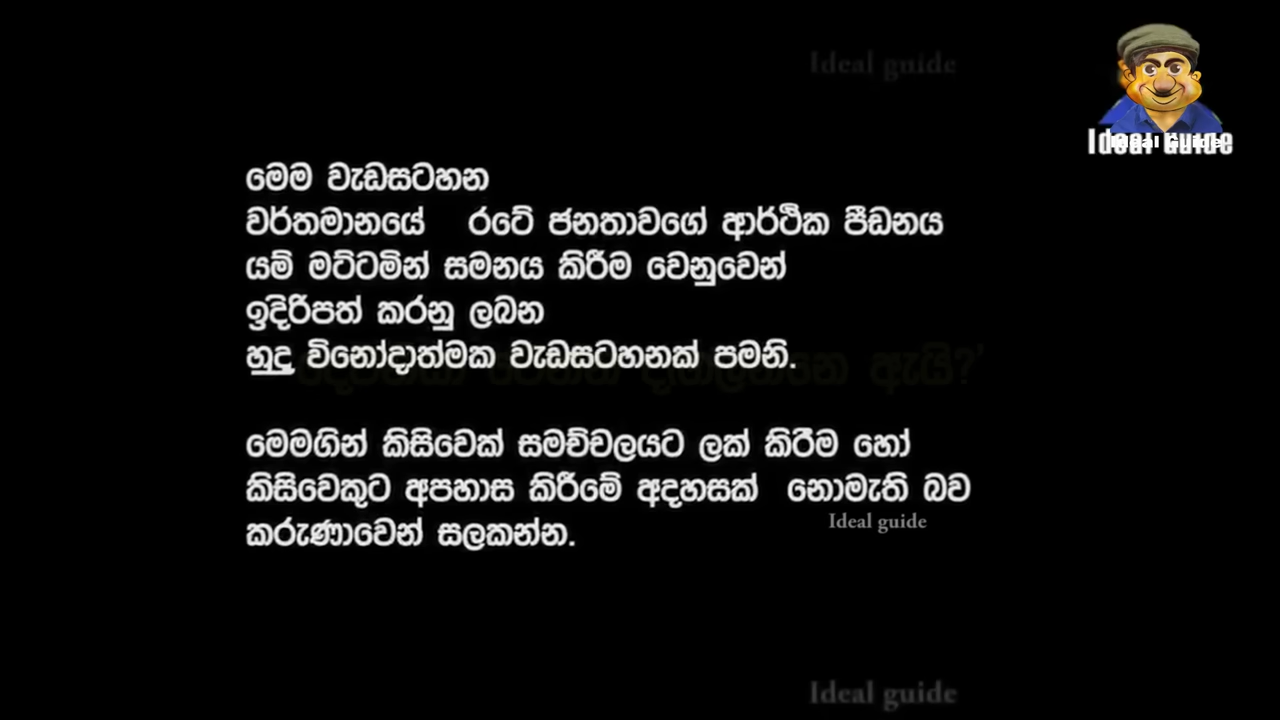 Ideal guide
Ideal Guide
මෙම වැඩසටහන
වර්තමානයේ රටේ ජනතාවගේ ආර්ථික පීඩනය
යම් මට්ටමින් සමනය කිරීම වෙනුවෙන්
ඉදිරිපත් කරනු ලබන
හුදු විනෝදාත්මක වැඩසටහනක් පමනි.
ඇයි?'
මෙමගින් කිසිවෙක් සමච්චලයට ලක් කිරීම හෝ
කිසිවෙකුට අපහාස කිරීමේ අදහසක් නොමැති බව
Ideal guide
කරුණාවෙන් සලකන්න.
Ideal guide